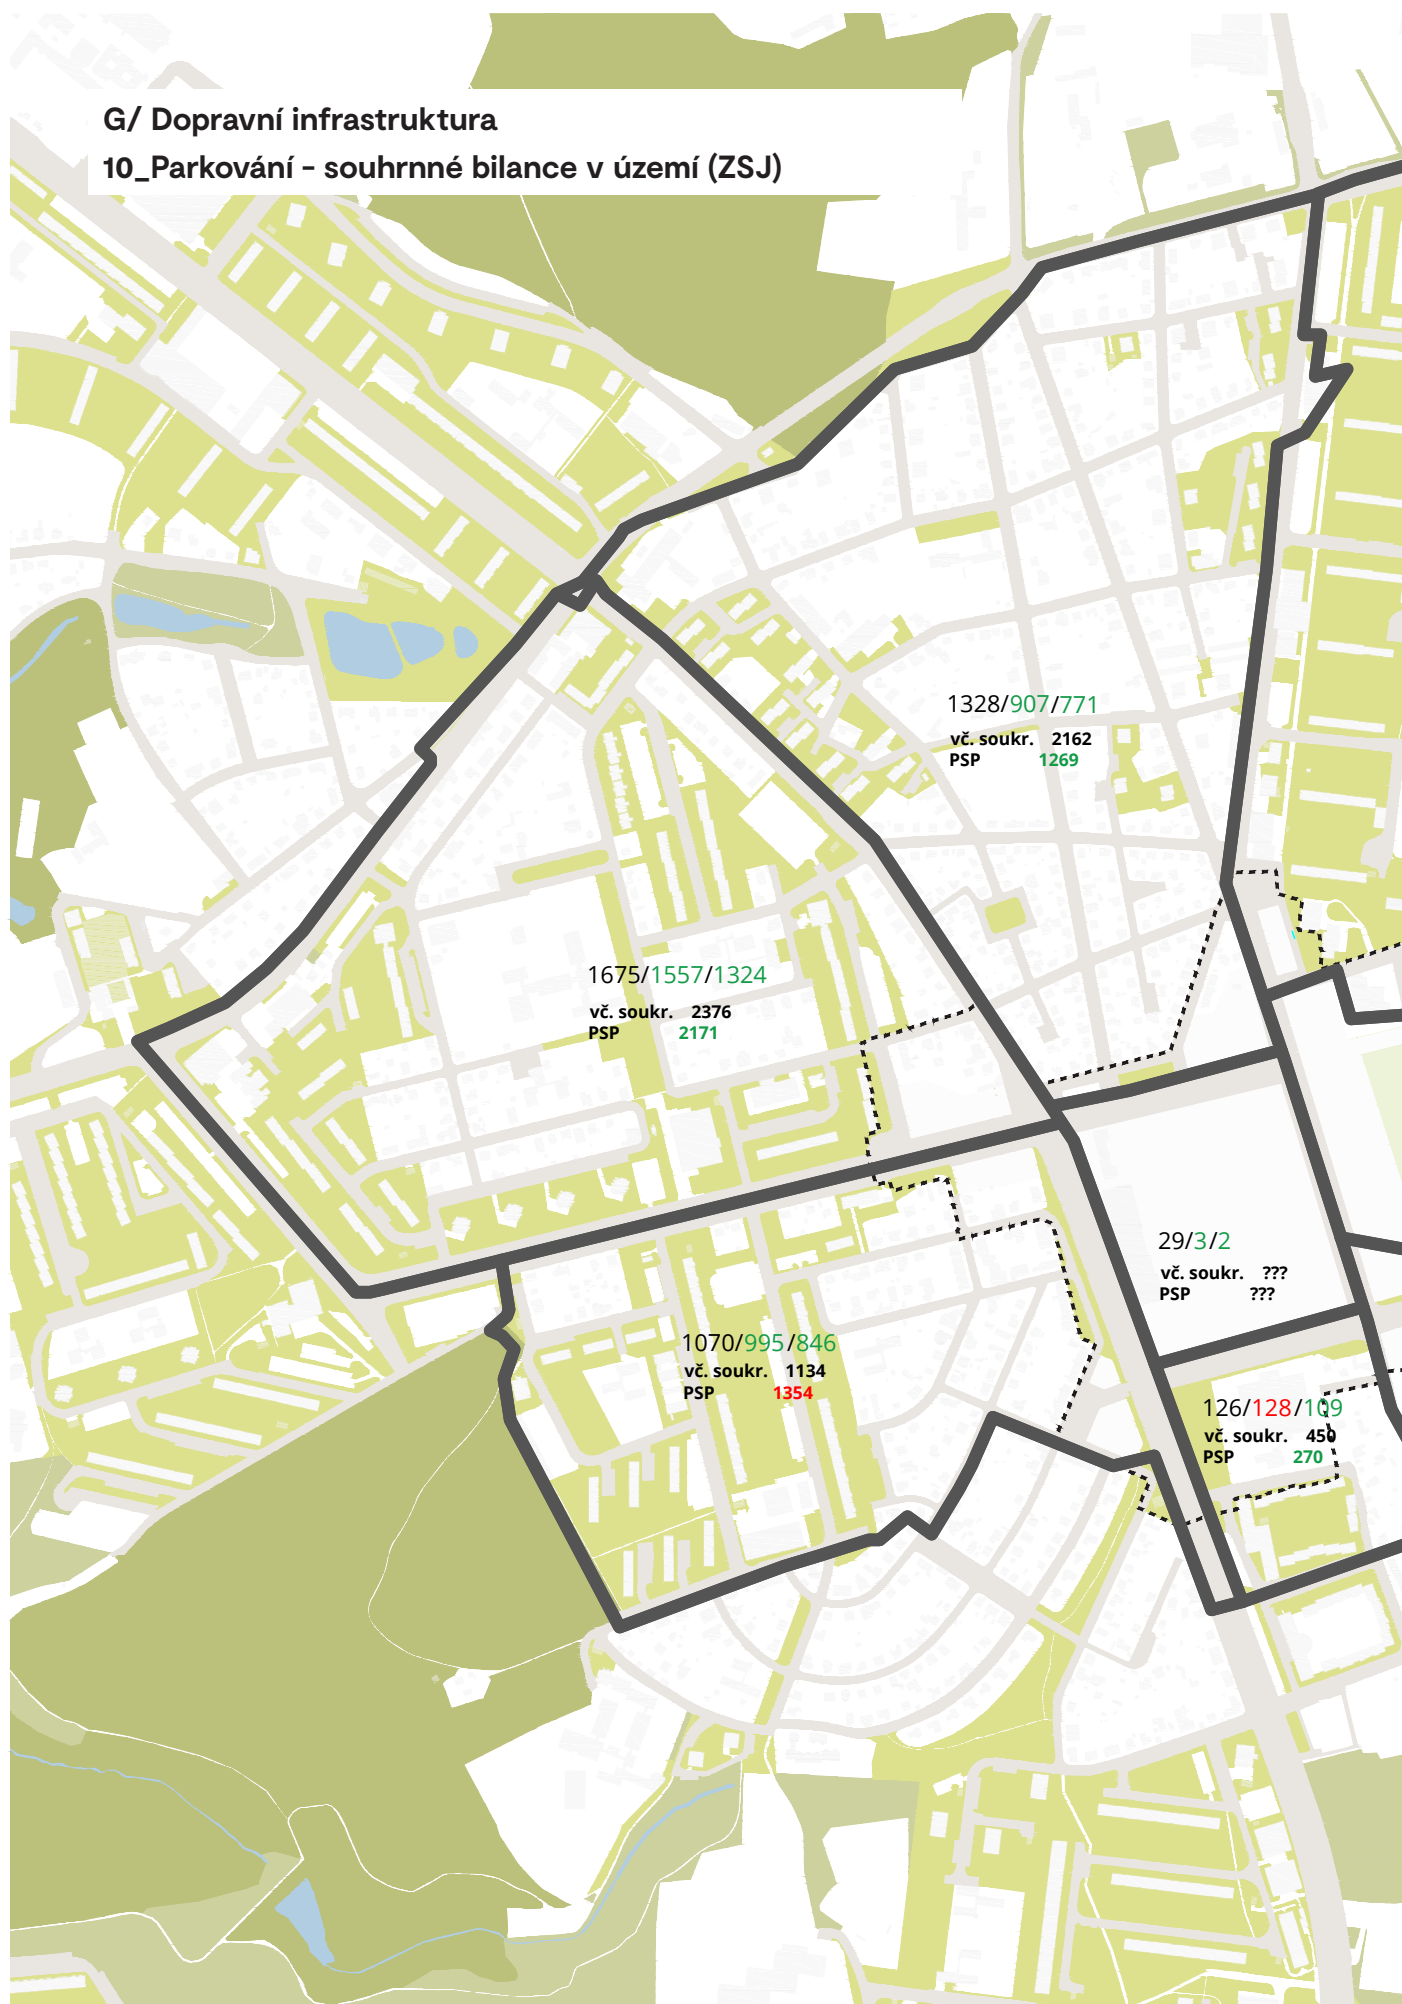 G/ Dopravní infrastruktura
10_Parkování - souhrnné bilance v území (ZSJ)
1328/907/771
vč. soukr. 2162
PSP 1269
1675/1557/1324
vč. soukr. 2376
PSP 2171
29/3/2
vč. soukr. ???
PSP ???
1070/995/846
vč. soukr. 1134
PSP 1354
126/128/109
vč. soukr. 450
PSP 270